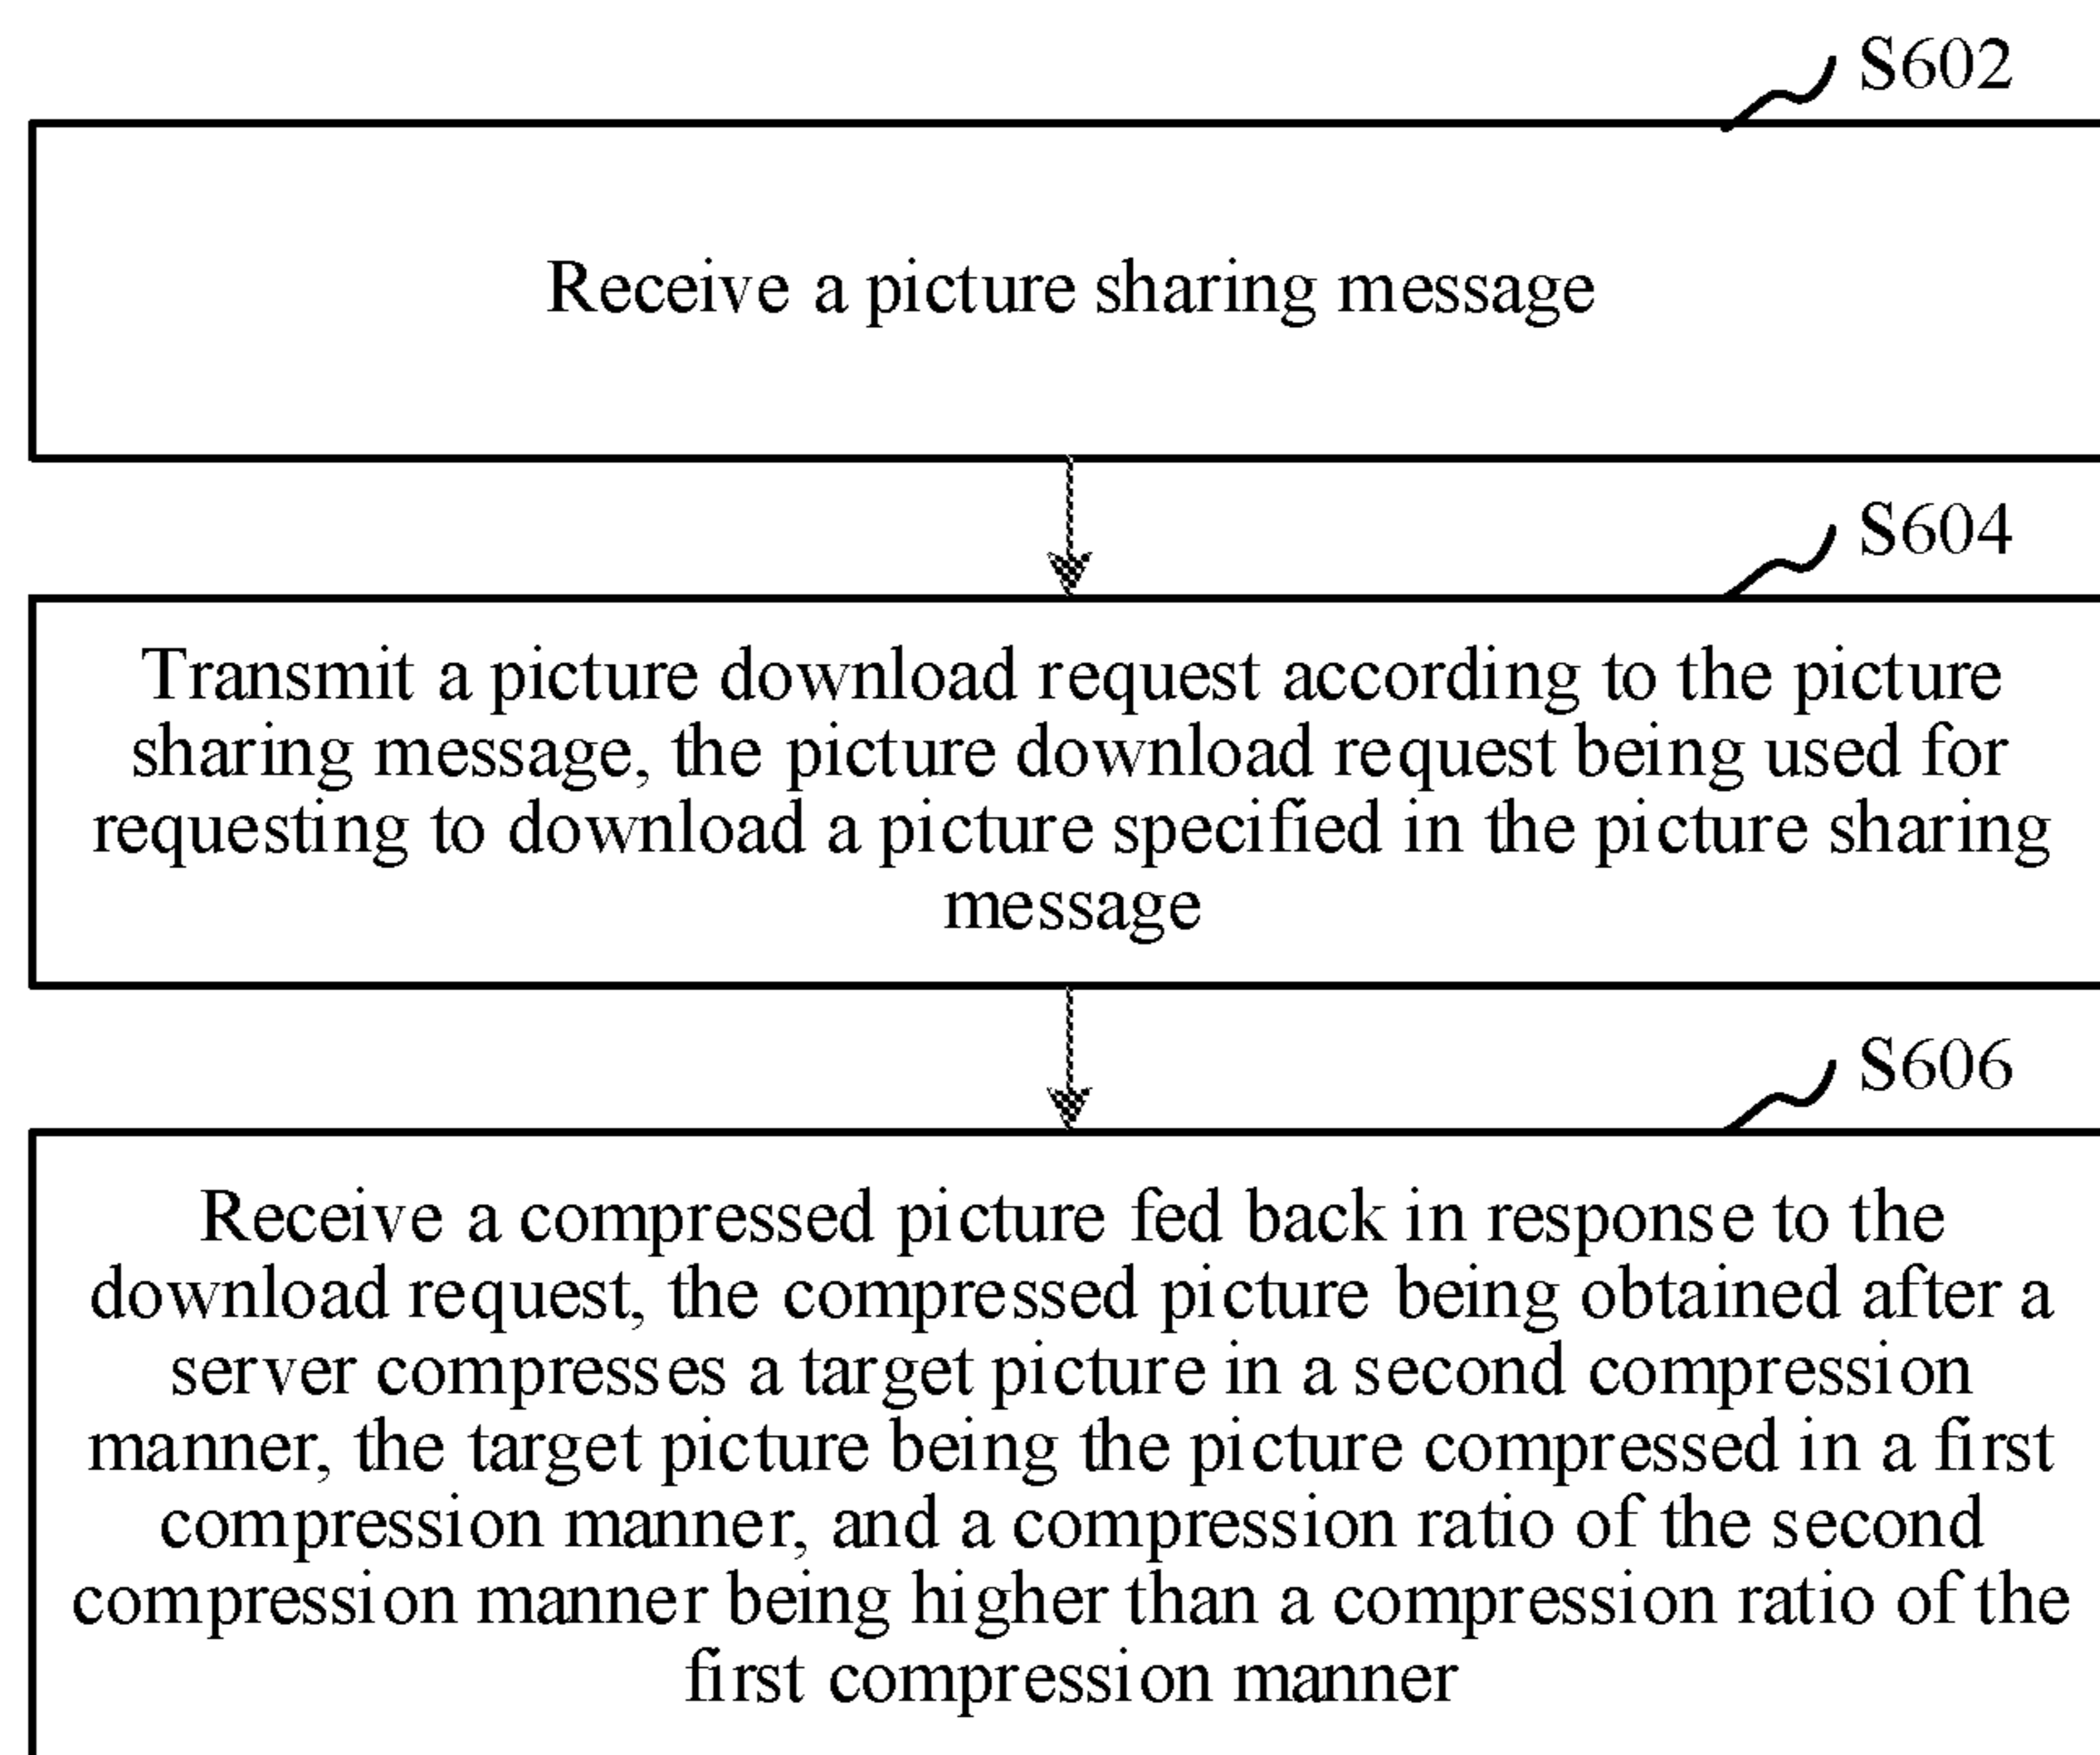 S602
Receive a picture sharing message
S604
Transmit a picture download request according to the picture
sharing message, the picture download request being used for
requesting to download a picture specified in the picture sharing
message
S606
Receive a compressed picture fed back in response to the
download request, the compressed picture being obtained after a
server compresses a target picture in a second compression
manner, the target picture being the picture compressed in a first
compression manner, and a compression ratio of the second
compression manner being higher than a compression ratio of the
first compression manner